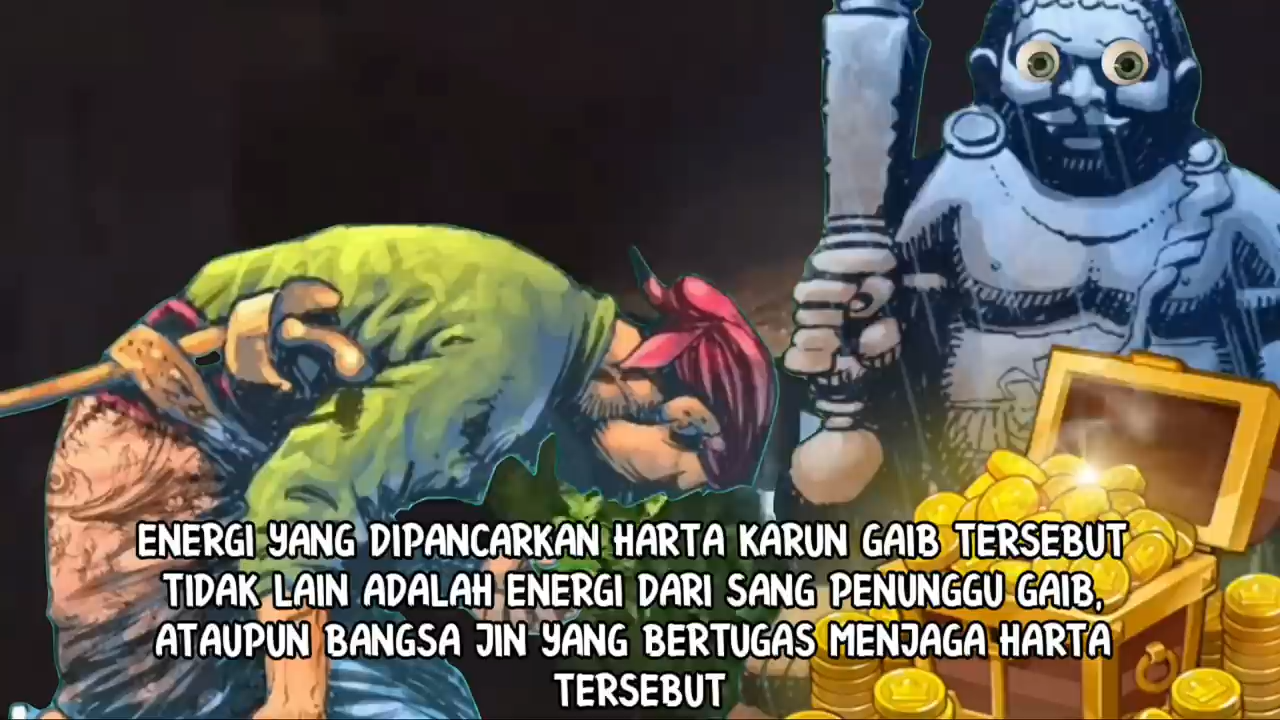 ENERGI YANG DIPANCARKAN HARTA KARUN GAIB TERSEBUT
TIDAK LAIN ADALAH ENERGI DARI SANG PENUNGGU GAIB,
ATAUPUN BANGSA JIN YANG BERTUGAS MENJAGA HARTA
TERSEBUT